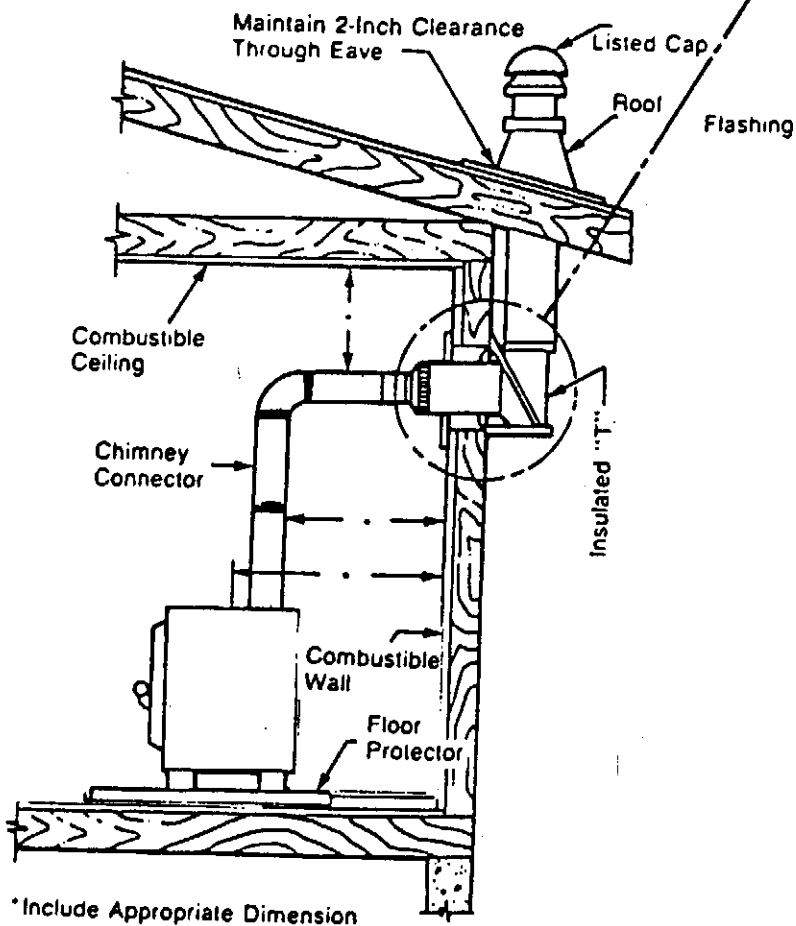 Maintain 2-Inch Clearance
Through Eave
Listed Cap
Roof
Flashing
Combustible
Ceiling
Chimney
Connector
Insulated "T"
Combustible
Wall
Floor
Protector
*Include Appropriate Dimension